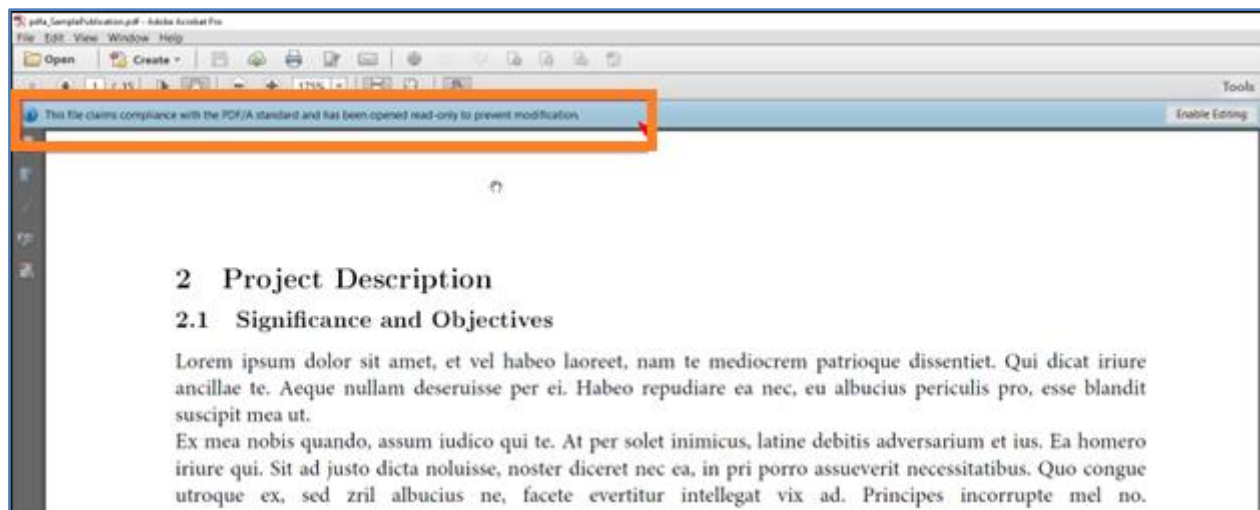 pdfa_SamplePublication.pdf - Adobe Acrobat Pro
File Edit View Window Help
Open Create
1 / 35 175%
Tools
This file claims compliance with the PDF/A standard and has been opened read-only to prevent modification.
Enable Editing
2 Project Description
2.1 Significance and Objectives
Lorem ipsum dolor sit amet, et vel habeo laoreet, nam te mediocrem patrioque dissentiet. Qui dicat iriure
ancillae te. Aeque nullam deseruisse per ei. Habeo repudiare ea nec, eu albucius periculis pro, esse blandit
suscipit mea ut.
Ex mea nobis quando, assum iudico qui te. At per solet inimicus, latine debitis adversarium et ius. Ea homero
iriure qui. Sit ad justo dicta noluisse, noster diceret nec ea, in pri porro assueverit necessitatibus. Quo congue
utroque ex, sed zril albucius ne, facete evertitur intellegat vix ad. Principes incorrupte mel no.